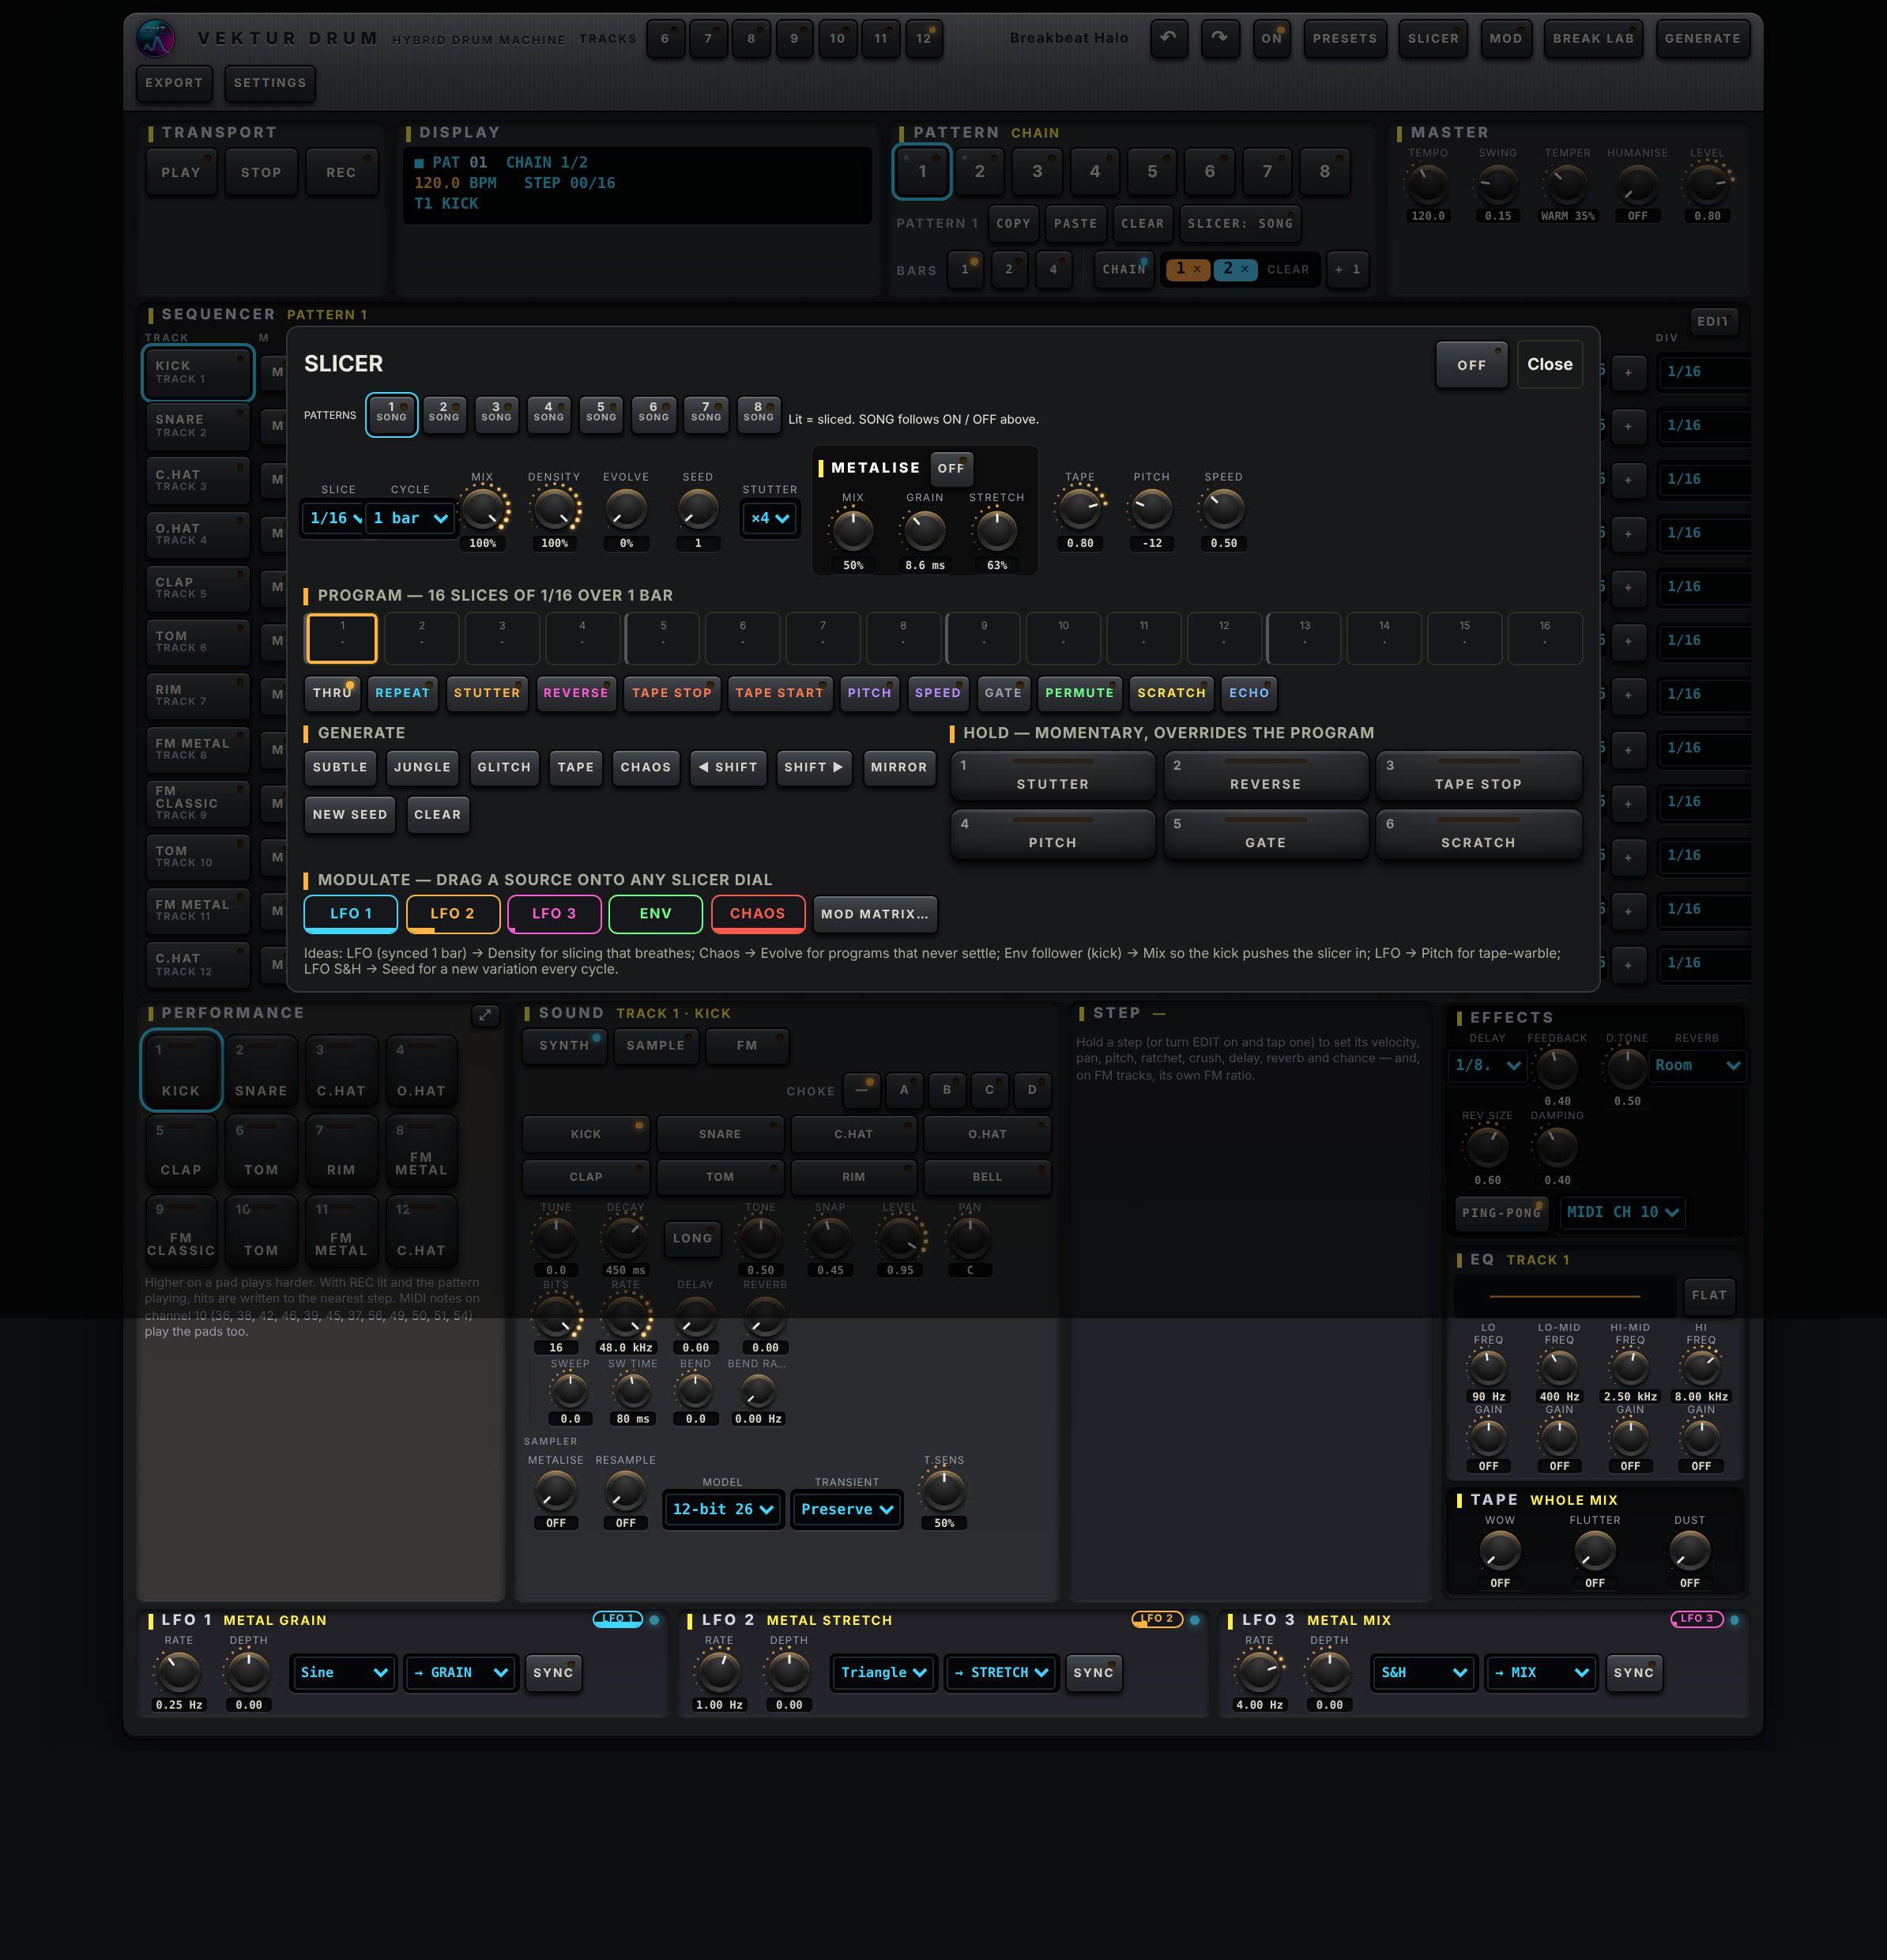 VEKTUR DRUM HYBRID DRUM MACHINE TRACKS 6 7 8 9 10 11 12 Breakbeat Halo ↶ ↷ ON PRESETS SLICER MOD BREAK LAB GENERATE
EXPORT SETTINGS
TRANSPORT
PLAY STOP REC
DISPLAY
■ PAT 01 CHAIN 1/2
120.0 BPM STEP 00/16
T1 KICK
PATTERN CHAIN
1 2 3 4 5 6 7 8
PATTERN 1 COPY PASTE CLEAR SLICER: SONG
BARS 1 2 4 CHAIN 1 × 2 × CLEAR + 1
MASTER
TEMPO SWING TEMPER HUMANISE LEVEL
120.0 0.15 WARM 35% OFF 0.80
SEQUENCER PATTERN 1
EDIT
TRACK M DIV
KICK
TRACK 1
M + 1/16
SNARE
TRACK 2
M + 1/16
C.HAT
TRACK 3
M + 1/16
O.HAT
TRACK 4
M + 1/16
CLAP
TRACK 5
M + 1/16
TOM
TRACK 6
M + 1/16
RIM
TRACK 7
M + 1/16
FM METAL
TRACK 8
M + 1/16
FM
CLASSIC
TRACK 9
M + 1/16
TOM
TRACK 10
M + 1/16
FM METAL
TRACK 11
M + 1/16
C.HAT
TRACK 12
M + 1/16
SLICER
OFF Close
PATTERNS 1 2 3 4 5 6 7 8
SONG SONG SONG SONG SONG SONG SONG SONG
Lit = sliced. SONG follows ON / OFF above.
SLICE CYCLE MIX DENSITY EVOLVE SEED STUTTER
1/16 1 bar 100% 100% 0% 1 ×4
METALISE OFF
MIX GRAIN STRETCH
50% 8.6 ms 63%
TAPE PITCH SPEED
0.80 -12 0.50
PROGRAM — 16 SLICES OF 1/16 OVER 1 BAR
1 2 3 4 5 6 7 8 9 10 11 12 13 14 15 16
· · · · · · · · · · · · · · · ·
THRU REPEAT STUTTER REVERSE TAPE STOP TAPE START PITCH SPEED GATE PERMUTE SCRATCH ECHO
GENERATE
SUBTLE JUNGLE GLITCH TAPE CHAOS ◀ SHIFT SHIFT ▶ MIRROR
NEW SEED CLEAR
HOLD — MOMENTARY, OVERRIDES THE PROGRAM
1 STUTTER 2 REVERSE 3 TAPE STOP
4 PITCH 5 GATE 6 SCRATCH
MODULATE — DRAG A SOURCE ONTO ANY SLICER DIAL
LFO 1 LFO 2 LFO 3 ENV CHAOS MOD MATRIX…
Ideas: LFO (synced 1 bar) → Density for slicing that breathes; Chaos → Evolve for programs that never settle; Env follower (kick) → Mix so the kick pushes the slicer in; LFO → Pitch for tape-warble;
LFO S&H → Seed for a new variation every cycle.
PERFORMANCE ⤢
1 KICK 2 SNARE 3 C.HAT 4 O.HAT
5 CLAP 6 TOM 7 RIM 8 FM METAL
9 FM CLASSIC 10 TOM 11 FM METAL 12 C.HAT
Higher on a pad plays harder. With REC lit and the pattern
playing, hits are written to the nearest step. MIDI notes on
channel 10 (36, 38, 42, 46, 39, 45, 37, 56, 49, 50, 51, 54)
play the pads too.
SOUND TRACK 1 · KICK
SYNTH SAMPLE FM
CHOKE — A B C D
KICK SNARE C.HAT O.HAT
CLAP TOM RIM BELL
TUNE DECAY TONE SNAP LEVEL PAN
LONG
0.0 450 ms 0.50 0.45 0.95 C
BITS RATE DELAY REVERB
16 48.0 kHz 0.00 0.00
SWEEP SW TIME BEND BEND RA…
0.0 80 ms 0.0 0.00 Hz
SAMPLER
METALISE RESAMPLE MODEL TRANSIENT T.SENS
12-bit 26 Preserve
OFF OFF 50%
STEP —
Hold a step (or turn EDIT on and tap one) to set its velocity,
pan, pitch, ratchet, crush, delay, reverb and chance — and,
on FM tracks, its own FM ratio.
EFFECTS
DELAY FEEDBACK D.TONE REVERB
1/8. 0.40 0.50 Room
REV SIZE DAMPING
0.60 0.40
PING-PONG MIDI CH 10
EQ TRACK 1
FLAT
LO FREQ LO-MID FREQ HI-MID FREQ HI FREQ
90 Hz 400 Hz 2.50 kHz 8.00 kHz
GAIN GAIN GAIN GAIN
OFF OFF OFF OFF
TAPE WHOLE MIX
WOW FLUTTER DUST
OFF OFF OFF
LFO 1 METAL GRAIN LFO 1
RATE DEPTH
Sine → GRAIN SYNC
0.25 Hz 0.00
LFO 2 METAL STRETCH LFO 2
RATE DEPTH
Triangle → STRETCH SYNC
1.00 Hz 0.00
LFO 3 METAL MIX LFO 3
RATE DEPTH
S&H → MIX SYNC
4.00 Hz 0.00